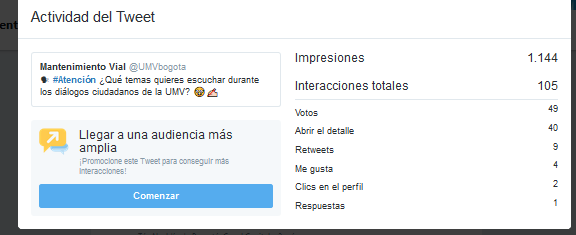 Actividad del Tweet
Mantenimiento Vial @UMVbogota
#Atención ¿Qué temas quieres escuchar durante
los diálogos ciudadanos de la UMV?
Llegar a una audiencia más
amplia
¡Promocione este Tweet para conseguir más
interacciones!
Comenzar
Impresiones 1.144
Interacciones totales 105
Votos 49
Abrir el detalle 40
Retweets 9
Me gusta 4
Clics en el perfil 2
Respuestas 1